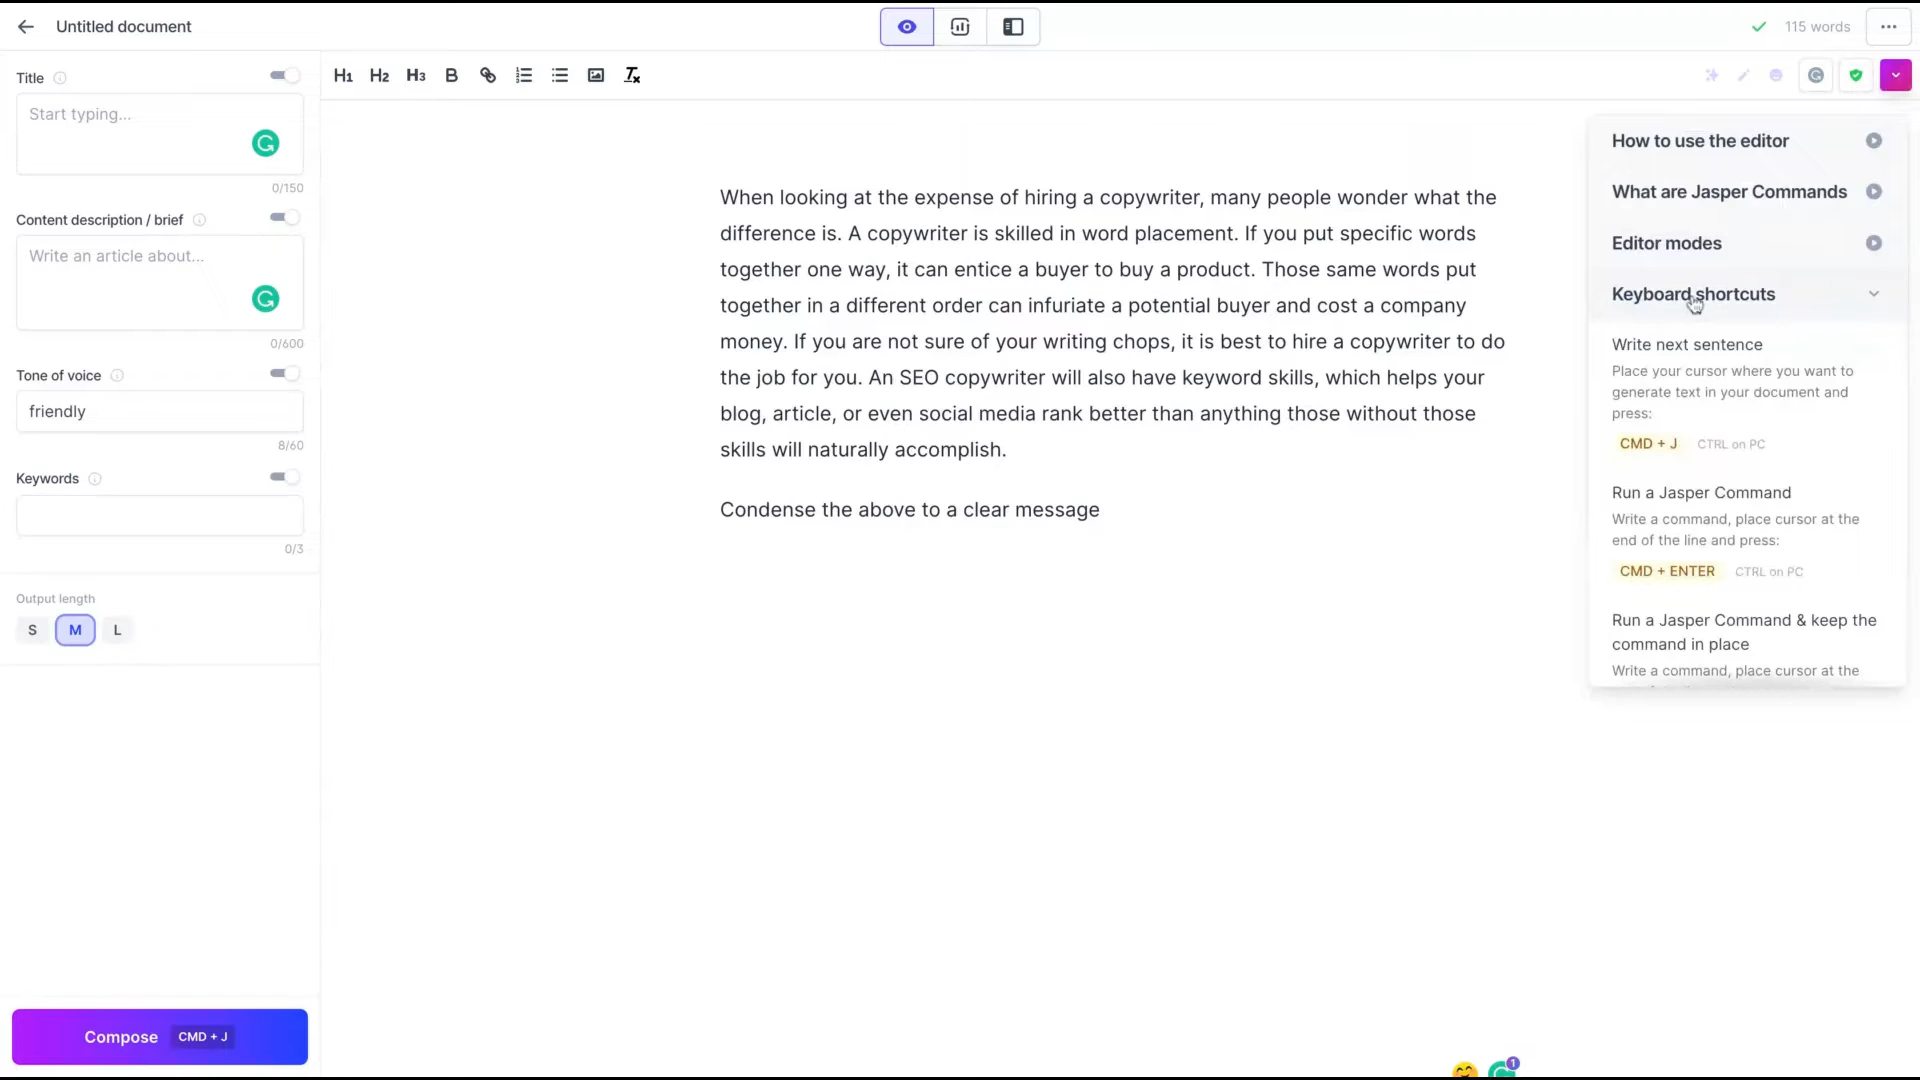 Untitled document
115 words
Title
Start typing...
0/150
Content description / brief
Write an article about...
0/600
Tone of voice
friendly
8/60
Keywords
0/3
Output length
S M L
Compose CMD + J
H1 H2 H3 B
When looking at the expense of hiring a copywriter, many people wonder what the
difference is. A copywriter is skilled in word placement. If you put specific words
together one way, it can entice a buyer to buy a product. Those same words put
together in a different order can infuriate a potential buyer and cost a company
money. If you are not sure of your writing chops, it is best to hire a copywriter to do
the job for you. An SEO copywriter will also have keyword skills, which helps your
blog, article, or even social media rank better than anything those without those
skills will naturally accomplish.
Condense the above to a clear message
How to use the editor
What are Jasper Commands
Editor modes
Keyboard shortcuts
Write next sentence
Place your cursor where you want to
generate text in your document and
press:
CMD + J CTRL on PC
Run a Jasper Command
Write a command, place cursor at the
end of the line and press:
CMD + ENTER CTRL on PC
Run a Jasper Command & keep the
command in place
Write a command, place cursor at the
1